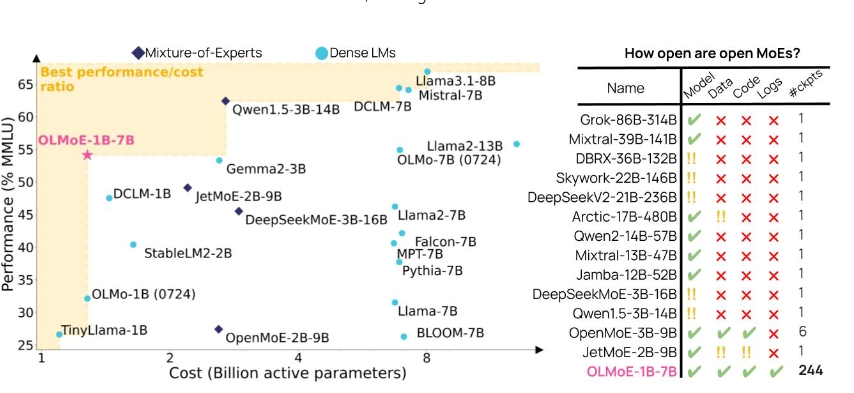 Mixture-of-Experts Dense LMs
Best performance/cost
ratio
Performance (% MMLU)
65
60
55
50
45
40
35
30
25
Llama3.1-8B
Mistral-7B
DCLM-7B
Qwen1.5-3B-14B
OLMoE-1B-7B
Llama2-13B
OLMo-7B (0724)
Gemma2-3B
DCLM-1B
JetMoE-2B-9B
DeepSeekMoE-3B-16B
Llama2-7B
Falcon-7B
StableLM2-2B
MPT-7B
Pythia-7B
OLMo-1B (0724)
Llama-7B
TinyLlama-1B
OpenMoE-2B-9B
BLOOM-7B
1 2 4 8
Cost (Billion active parameters)
How open are open MoEs?
Name Model Data Code Logs #ckpts
Grok-86B-314B ✔ ✕ ✕ ✕ 1
Mixtral-39B-141B ✔ ✕ ✕ ✕ 1
DBRX-36B-132B !! ✕ ✕ ✕ 1
Skywork-22B-146B !! ✕ ✕ ✕ 1
DeepSeekV2-21B-236B !! ✕ ✕ ✕ 1
Arctic-17B-480B ✔ !! ✕ ✕ 1
Qwen2-14B-57B ✔ ✕ ✕ ✕ 1
Mixtral-13B-47B ✔ ✕ ✕ ✕ 1
Jamba-12B-52B ✔ ✕ ✕ ✕ 1
DeepSeekMoE-3B-16B !! ✕ ✕ ✕ 1
Qwen1.5-3B-14B !! ✕ ✕ ✕ 1
OpenMoE-3B-9B ✔ ✔ ✔ ✕ 6
JetMoE-2B-9B ✔ !! !! ✕ 1
OLMoE-1B-7B ✔ ✔ ✔ ✔ 244